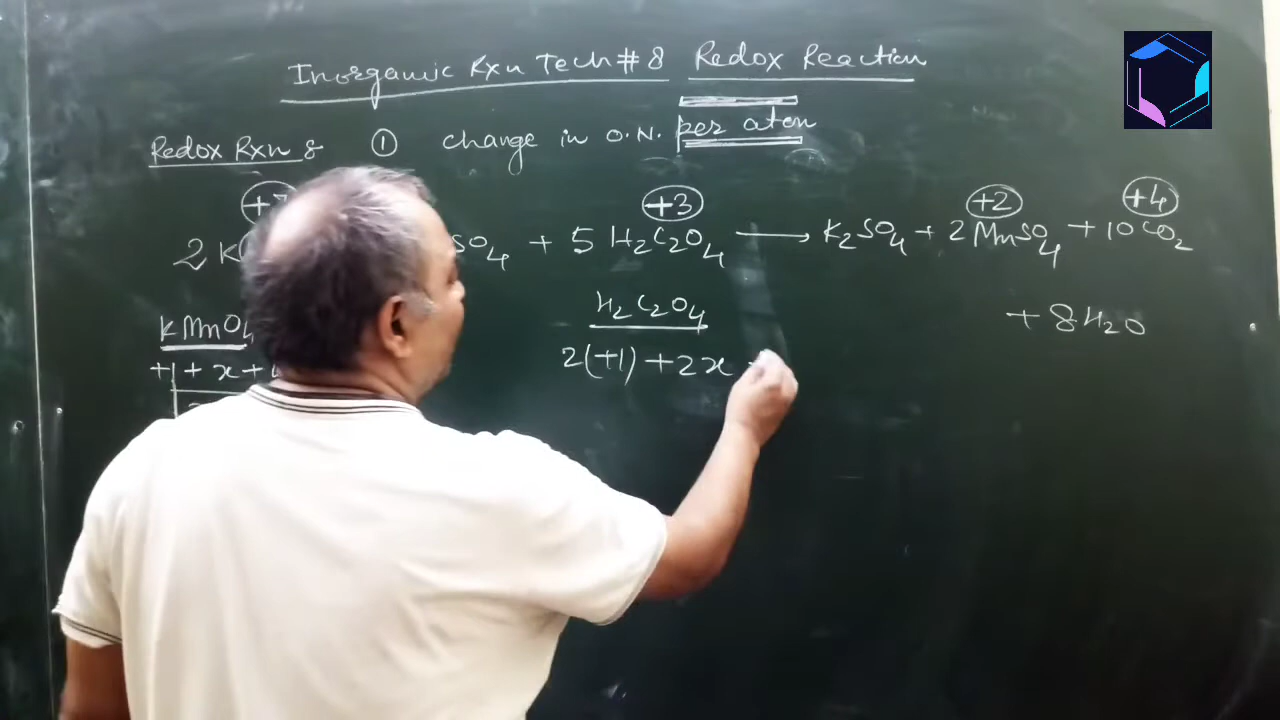 Inorganic Rxn Tech # 8 Redox Reaction
Redox Rxn 8 ① change in O.N. per atom
+3 +2 +4
2 K SO₄ + 5 H₂C₂O₄ ⟶ K₂SO₄ + 2 MnSO₄ + 10 CO₂
+ 8 H₂O
KMnO₄ H₂C₂O₄
+1 + x + 2(+1) + 2x